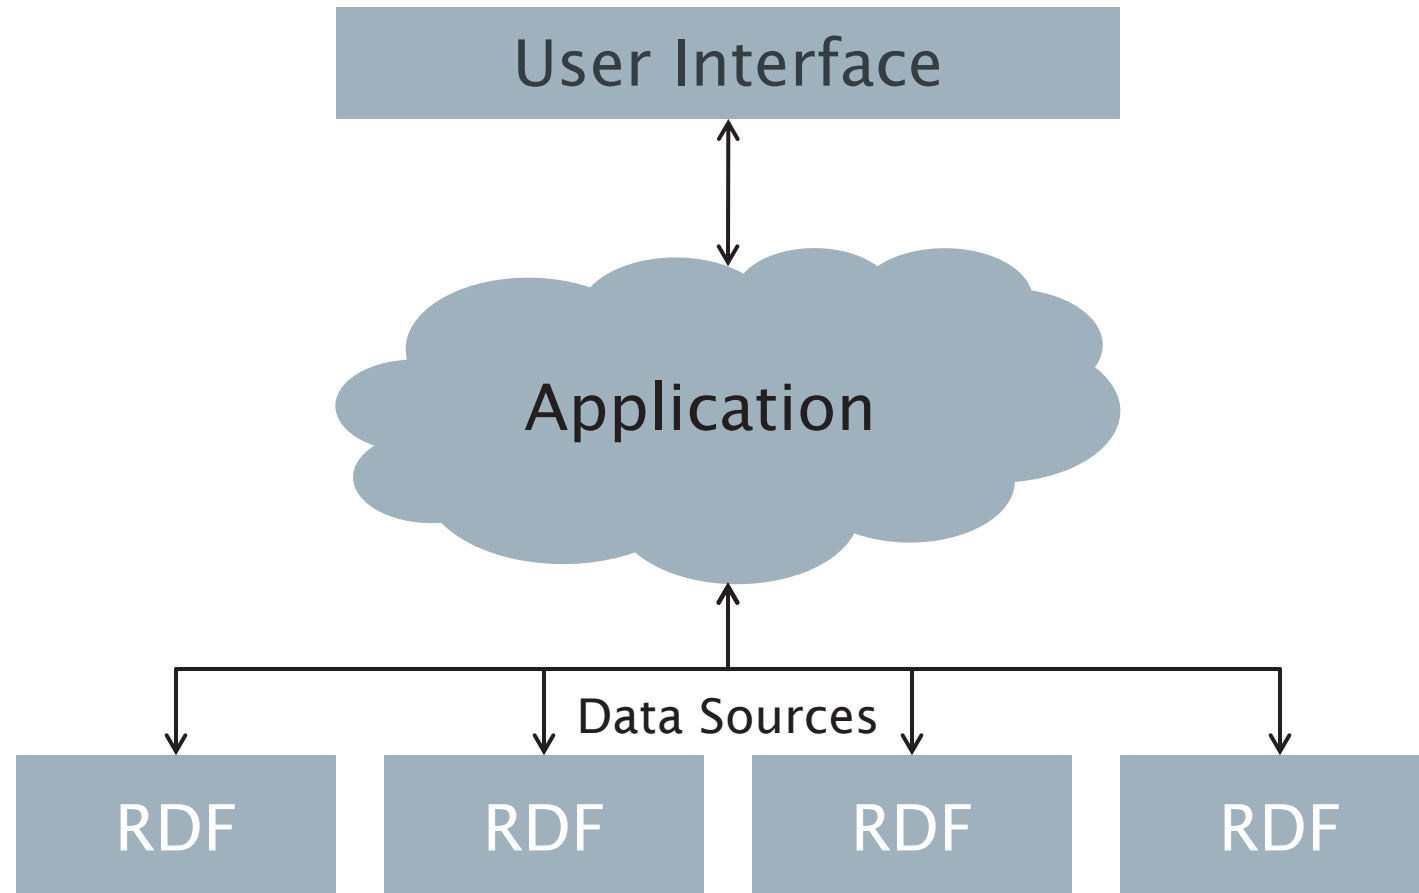 User Interface
Application
Data Sources
RDF
RDF
RDF
RDF